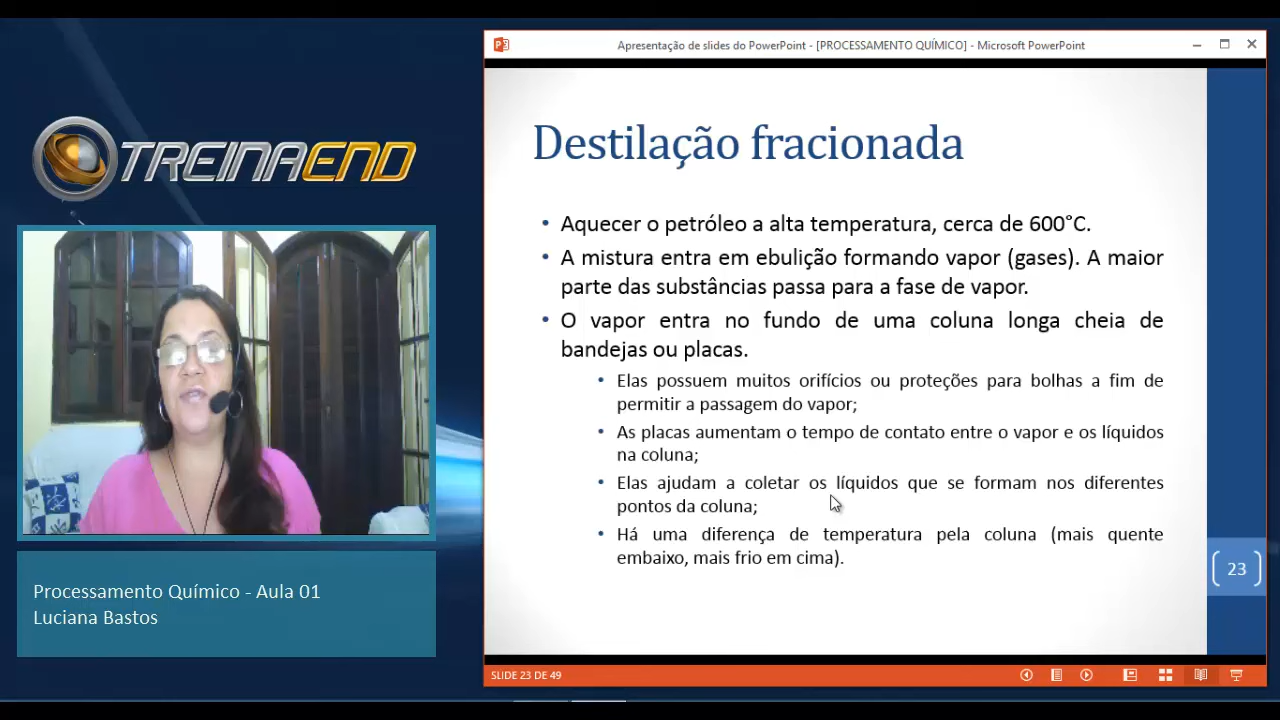 TREINAEND
Processamento Químico - Aula 01
Luciana Bastos
Apresentação de slides do PowerPoint - [PROCESSAMENTO QUÍMICO] - Microsoft PowerPoint
Destilação fracionada
• Aquecer o petróleo a alta temperatura, cerca de 600°C.
• A mistura entra em ebulição formando vapor (gases). A maior
parte das substâncias passa para a fase de vapor.
• O vapor entra no fundo de uma coluna longa cheia de
bandejas ou placas.
• Elas possuem muitos orifícios ou proteções para bolhas a fim de
permitir a passagem do vapor;
• As placas aumentam o tempo de contato entre o vapor e os líquidos
na coluna;
• Elas ajudam a coletar os líquidos que se formam nos diferentes
pontos da coluna;
• Há uma diferença de temperatura pela coluna (mais quente
embaixo, mais frio em cima).
23
SLIDE 23 DE 49